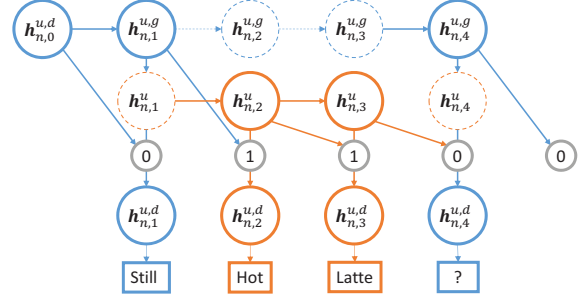 h^{u,d}_{n,0} h^{u,g}_{n,1} h^{u,g}_{n,2} h^{u,g}_{n,3} h^{u,g}_{n,4}
h^{u}_{n,1} h^{u}_{n,2} h^{u}_{n,3} h^{u}_{n,4}
0 1 1 0 0
h^{u,d}_{n,1} h^{u,d}_{n,2} h^{u,d}_{n,3} h^{u,d}_{n,4}
Still Hot Latte ?